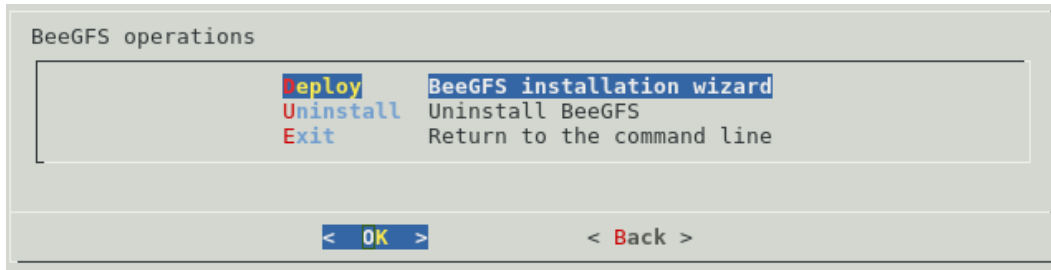 BeeGFS operations
Deploy BeeGFS installation wizard
Uninstall Uninstall BeeGFS
Exit Return to the command line
< OK > < Back >